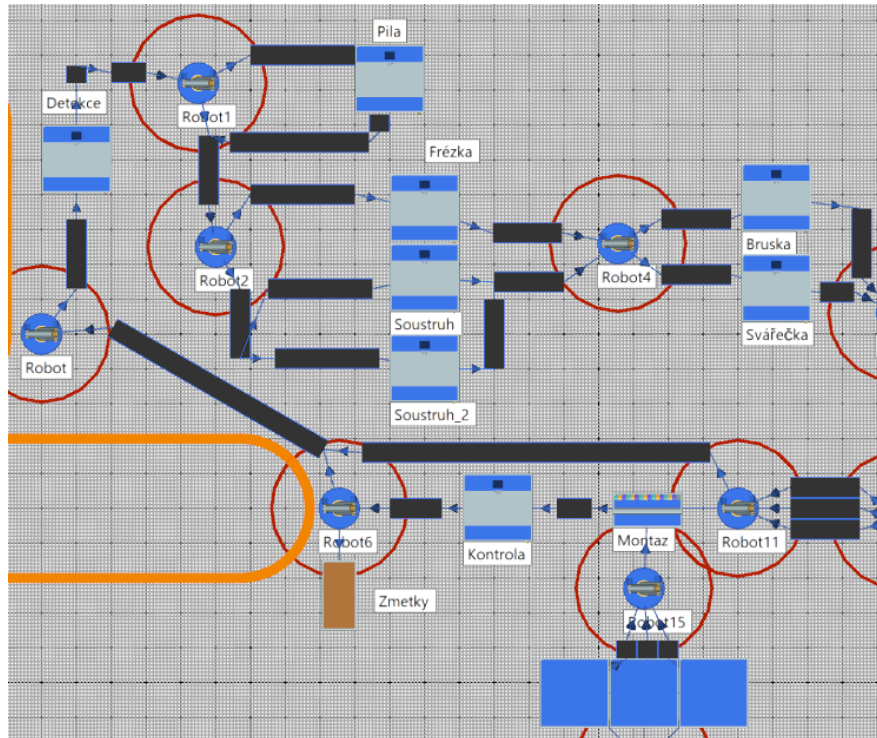 Pila
Detekce
Robot1
Frézka
Robot2
Robot4
Bruska
Soustruh
Svářečka
Robot
Soustruh_2
Robot6
Kontrola
Montaz
Robot11
Zmetky
Robot15